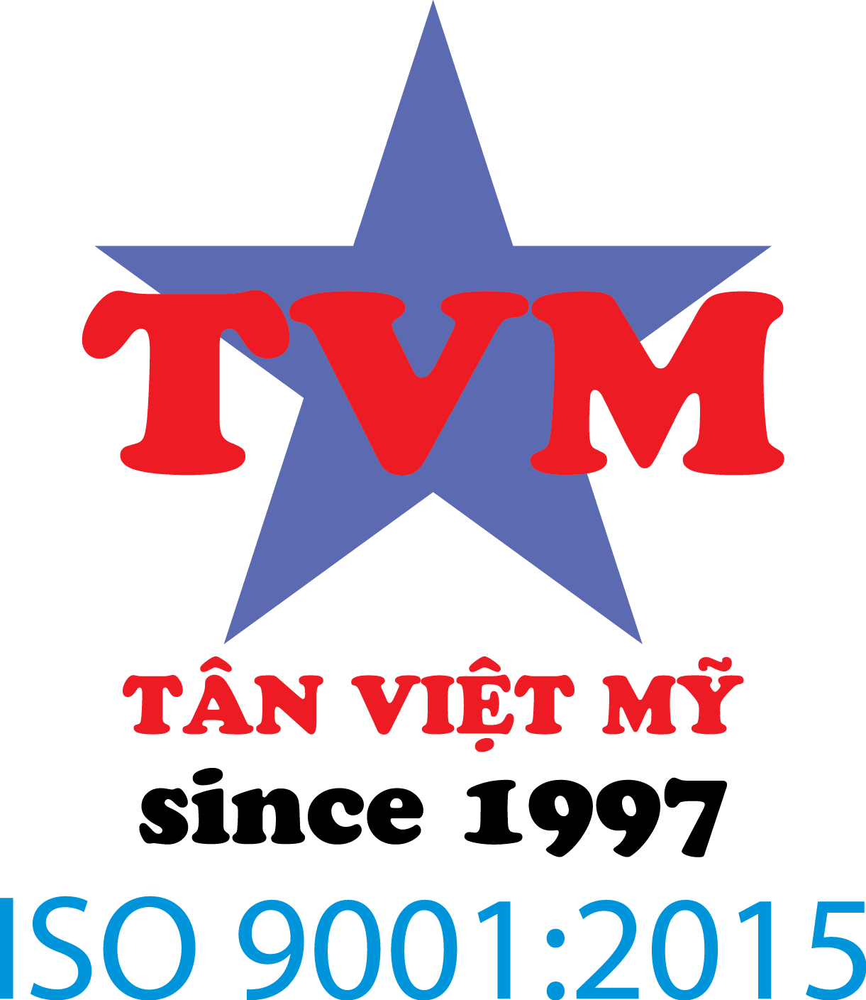 TVM
TÂN VIỆT MỸ
since 1997
ISO 9001:2015